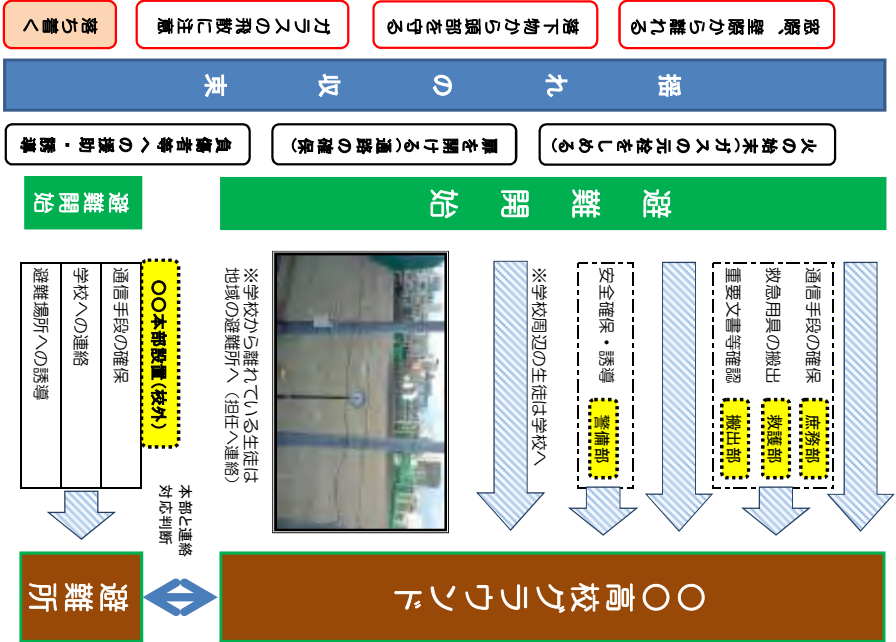 窓際、壁際から離れる
落下物から頭部を守る
ガラスの飛散に注意
落ち着く
揺れの収束
火の始末(ガスの元栓をしめる)
扉を開ける(通路の確保)
負傷者等への援助・誘導
避難開始
避難開始
通信手段の確保
庶務部
救急用具の搬出
救護部
重要文書等確認
搬出部
安全確保・誘導
警備部
※学校周辺の生徒は学校へ
※学校から離れている生徒は
地域の避難所へ（担任へ連絡）
〇〇本部設置(校外)
通信手段の確保
学校への連絡
避難場所への誘導
本部と連絡
対応判断
〇〇高校グラウンド
避難所